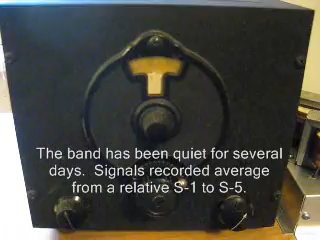 The band has been quiet for several
days.  Signals recorded average
from a relative S-1 to S-5.